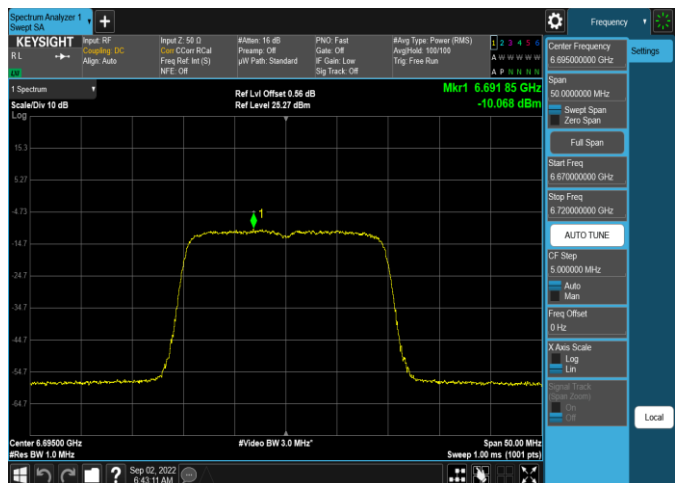 Spectrum Analyzer 1
Swept SA
+
Frequency
KEYSIGHT
RL
LV
Input: RF
Coupling: DC
Align: Auto
Input Z: 50 Ω
Corr CCorr RCal
Freq Ref: Int (S)
NFE: Off
#Atten: 16 dB
Preamp: Off
µW Path: Standard
PNO: Fast
Gate: Off
IF Gain: Low
Sig Track: Off
#Avg Type: Power (RMS)
Avg|Hold: 100/100
Trig: Free Run
1 2 3 4 5 6
A W W W W W
A P N N N N
1 Spectrum
Scale/Div 10 dB
Log
Ref Lvl Offset 0.56 dB
Ref Level 25.27 dBm
Mkr1 6.691 85 GHz
-10.068 dBm
15.3
5.27
-4.73
-14.7
-24.7
-34.7
-44.7
-54.7
-64.7
1
Center 6.69500 GHz
#Res BW 1.0 MHz
#Video BW 3.0 MHz*
Span 50.00 MHz
Sweep 1.00 ms (1001 pts)
Center Frequency
6.695000000 GHz
Span
50.0000000 MHz
Swept Span
Zero Span
Full Span
Start Freq
6.670000000 GHz
Stop Freq
6.720000000 GHz
AUTO TUNE
CF Step
5.000000 MHz
Auto
Man
Freq Offset
0 Hz
X Axis Scale
Log
Lin
Signal Track
(Span Zoom)
On
Off
Settings
Local
?
Sep 02, 2022
6:43:11 AM